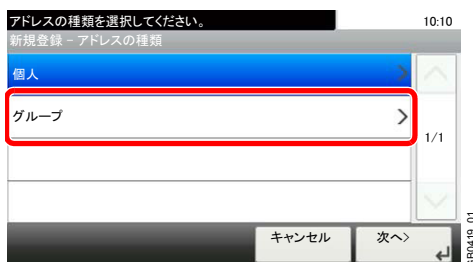 アドレスの種類を選択してください。 10:10
新規登録 - アドレスの種類
個人
グループ
1/1
キャンセル 次へ>